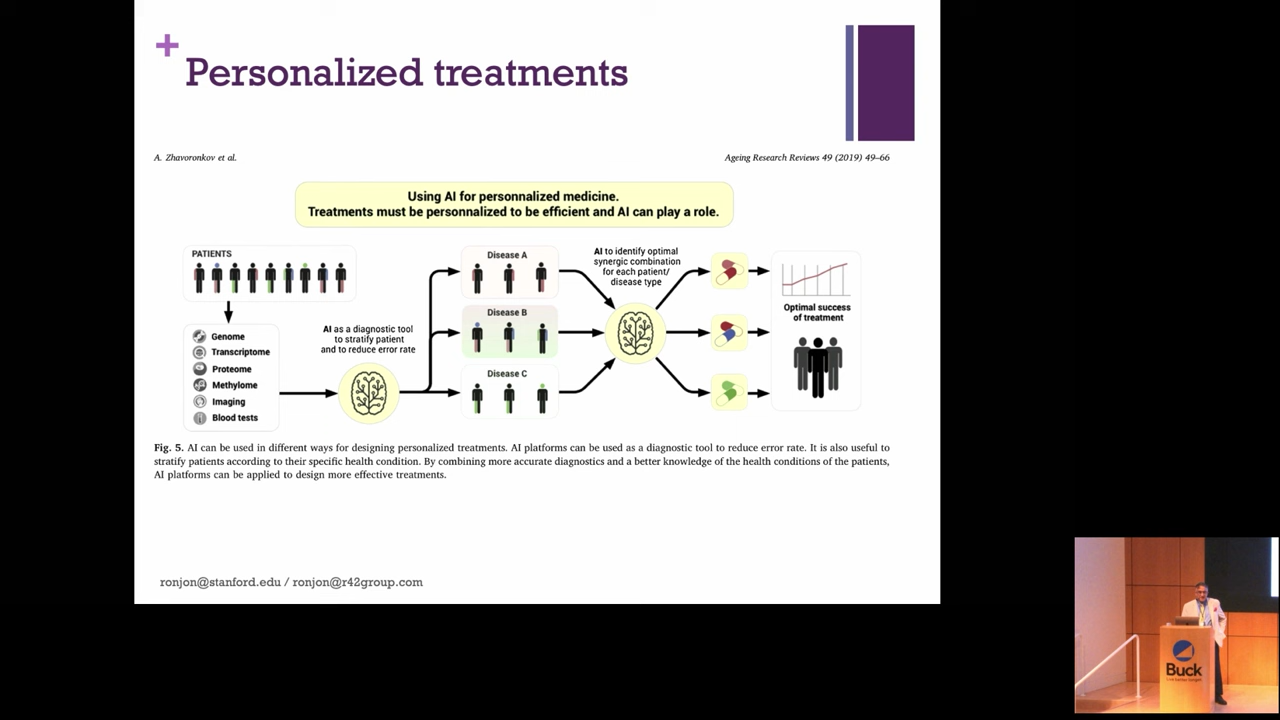 +
Personalized treatments
A. Zhavoronkov et al.
Ageing Research Reviews 49 (2019) 49–66
Using AI for personnalized medicine.
Treatments must be personnalized to be efficient and AI can play a role.
PATIENTS
Genome
Transcriptome
Proteome
Methylome
Imaging
Blood tests
AI as a diagnostic tool
to stratify patient
and to reduce error rate
Disease A
Disease B
Disease C
AI to identify optimal
synergic combination
for each patient/
disease type
Optimal success
of treatment
Fig. 5. AI can be used in different ways for designing personalized treatments. AI platforms can be used as a diagnostic tool to reduce error rate. It is also useful to
stratify patients according to their specific health condition. By combining more accurate diagnostics and a better knowledge of the health conditions of the patients,
AI platforms can be applied to design more effective treatments.
ronjon@stanford.edu / ronjon@r42group.com
Buck